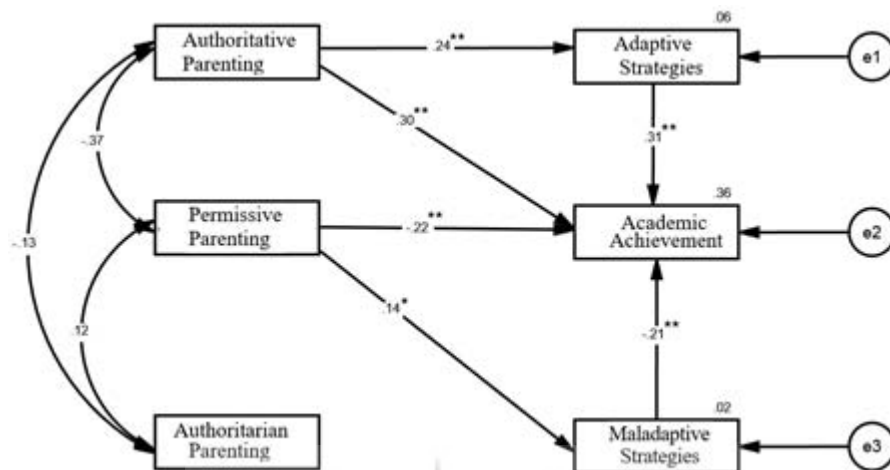 .06
Authoritative
Parenting
.24**
Adaptive
Strategies
e1
.30**
.31**
-.37
.36
Permissive
Parenting
-.22**
Academic
Achievement
e2
-.13
.14*
.12
-.21**
.02
Authoritarian
Parenting
Maladaptive
Strategies
e3